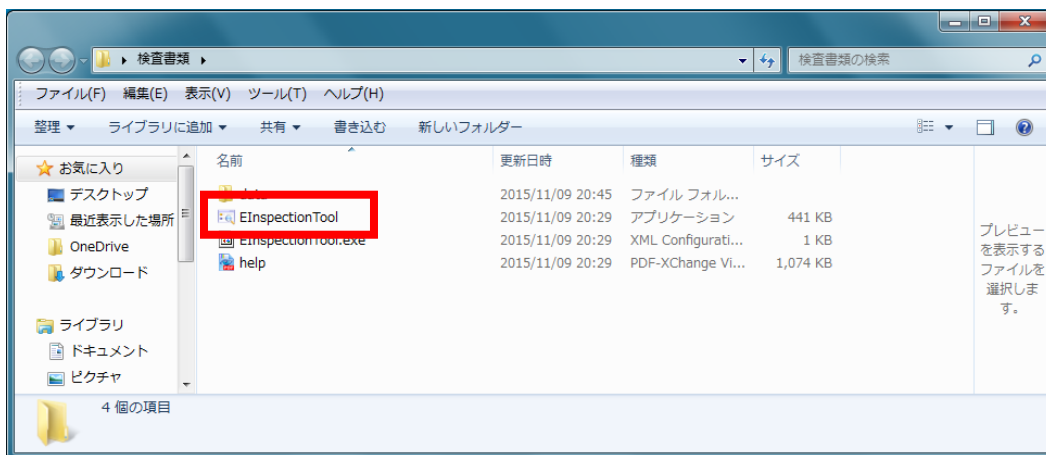 検査書類
検査書類の検索
ファイル(F) 編集(E) 表示(V) ツール(T) ヘルプ(H)
整理 ライブラリに追加 共有 書き込む 新しいフォルダー
お気に入り
デスクトップ
最近表示した場所
OneDrive
ダウンロード
ライブラリ
ドキュメント
ピクチャ
名前 更新日時 種類 サイズ
data 2015/11/09 20:45 ファイル フォル...
EInspectionTool 2015/11/09 20:29 アプリケーション 441 KB
EInspectionTool.exe 2015/11/09 20:29 XML Configurati... 1 KB
help 2015/11/09 20:29 PDF-XChange Vi... 1,074 KB
プレビュー
を表示する
ファイルを
選択しま
す。
4 個の項目